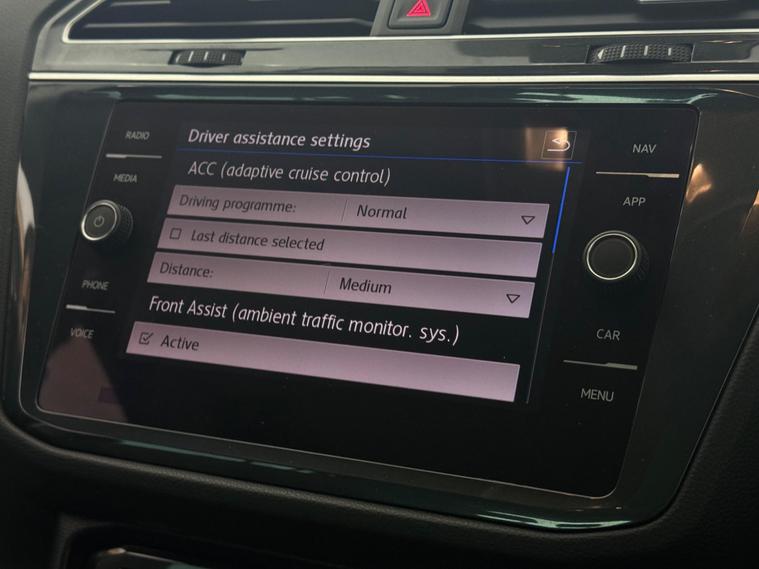 RADIO
MEDIA
PHONE
VOICE
Driver assistance settings
ACC (adaptive cruise control)
Driving programme: Normal
Last distance selected
Distance: Medium
Front Assist (ambient traffic monitor. sys.)
Active
NAV
APP
CAR
MENU